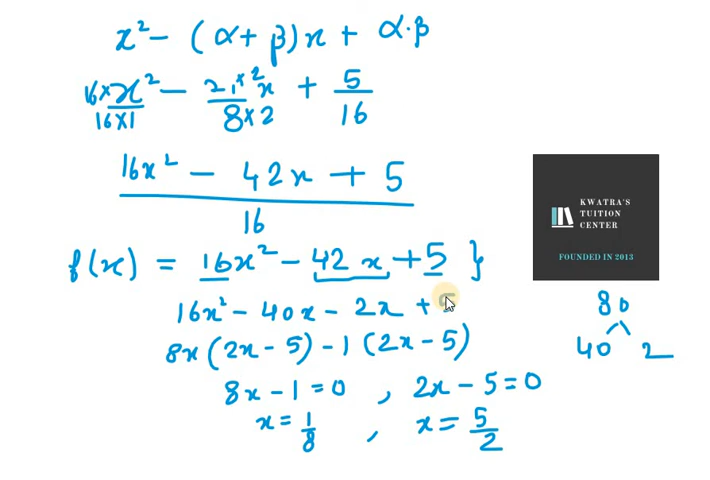 x² − (α + β)x + α.β
16×x²/16×1 − 21×2x/8×2 + 5/16
16x² − 42x + 5
16
f(x) = 16x² − 42x + 5 }
16x² − 40x − 2x +
8x (2x − 5) − 1 (2x − 5)
8x − 1 = 0 , 2x − 5 = 0
x = 1/8 , x = 5/2
KWATRA'S
TUITION
CENTER
FOUNDED IN 2013
80
40 2